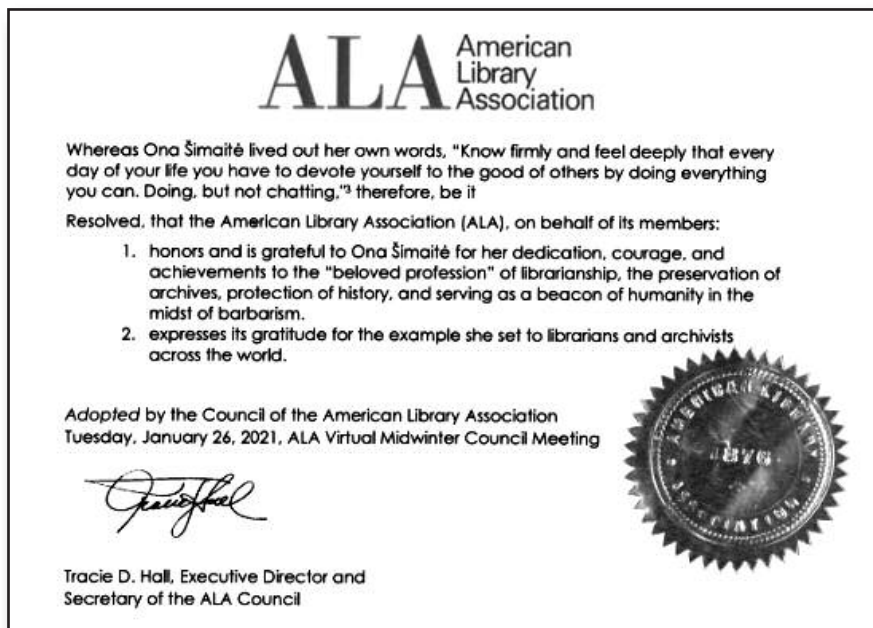 ALA American
Library
Association
Whereas Ona Šimaitė lived out her own words, “Know firmly and feel deeply that every
day of your life you have to devote yourself to the good of others by doing everything
you can. Doing, but not chatting,”³ therefore, be it
Resolved, that the American Library Association (ALA), on behalf of its members:
1. honors and is grateful to Ona Šimaitė for her dedication, courage, and
achievements to the “beloved profession” of librarianship, the preservation of
archives, protection of history, and serving as a beacon of humanity in the
midst of barbarism.
2. expresses its gratitude for the example she set to librarians and archivists
across the world.
Adopted by the Council of the American Library Association
Tuesday, January 26, 2021, ALA Virtual Midwinter Council Meeting
AMERICAN LIBRARY
1876
ASSOCIATION
Tracie D. Hall, Executive Director and
Secretary of the ALA Council